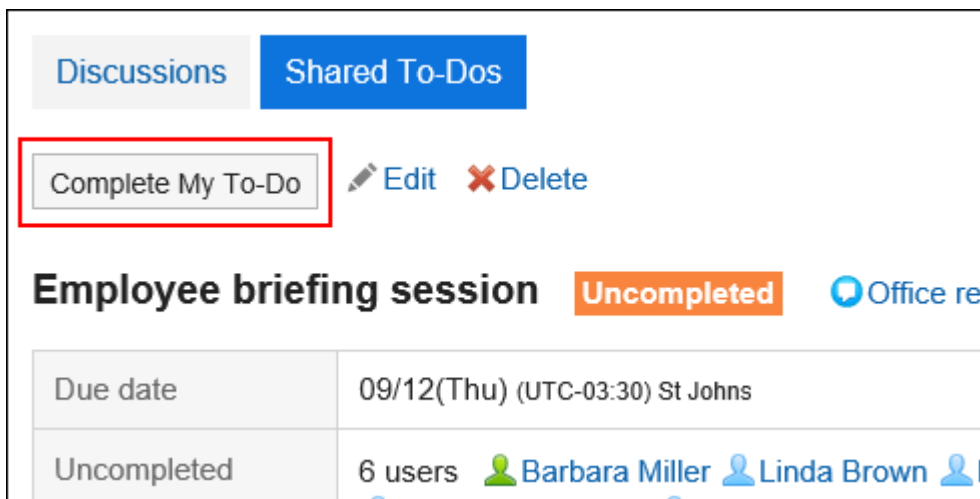 Discussions Shared To-Dos
Complete My To-Do Edit Delete
Employee briefing session Uncompleted Office
Due date 09/12(Thu) (UTC-03:30) St Johns
Uncompleted 6 users Barbara Miller Linda Brown